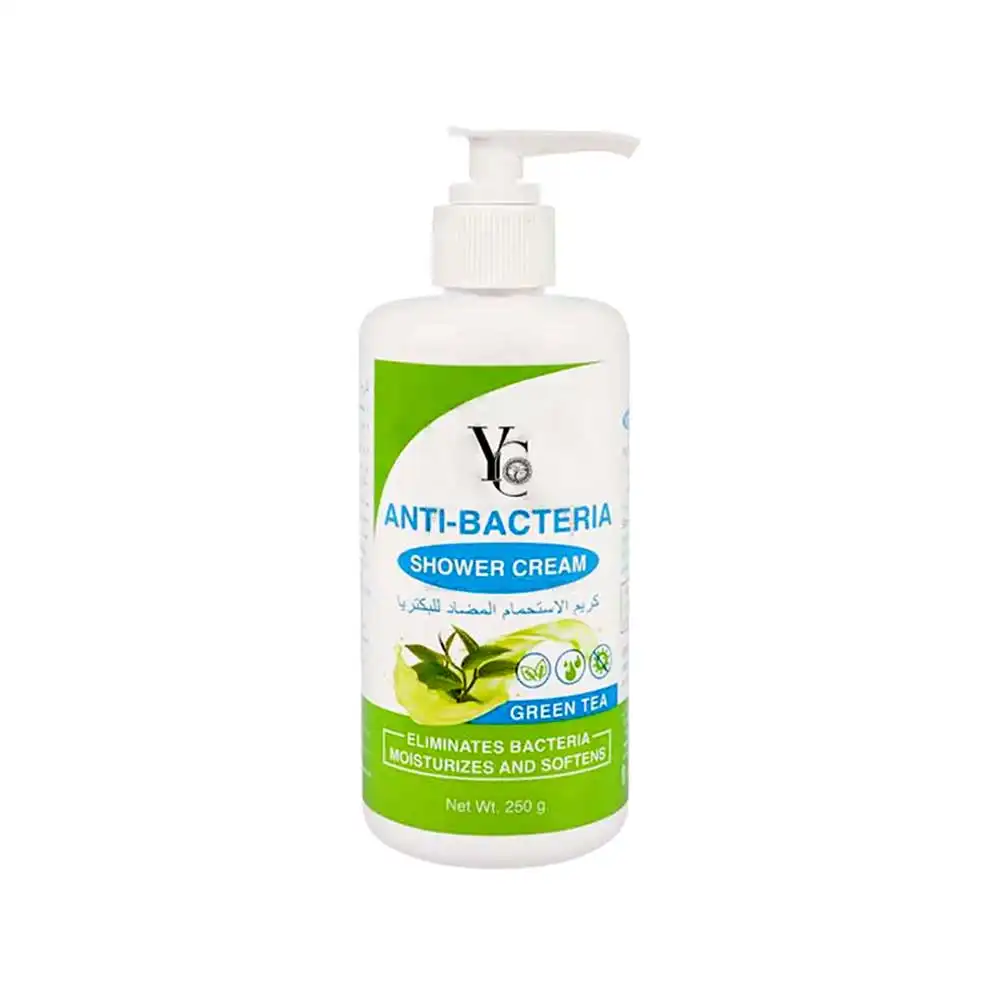 YC
ANTI-BACTERIA
SHOWER CREAM
كريم الاستحمام المضاد للبكتريا
GREEN TEA
ELIMINATES BACTERIA
MOISTURIZES AND SOFTENS
Net Wt. 250 g.